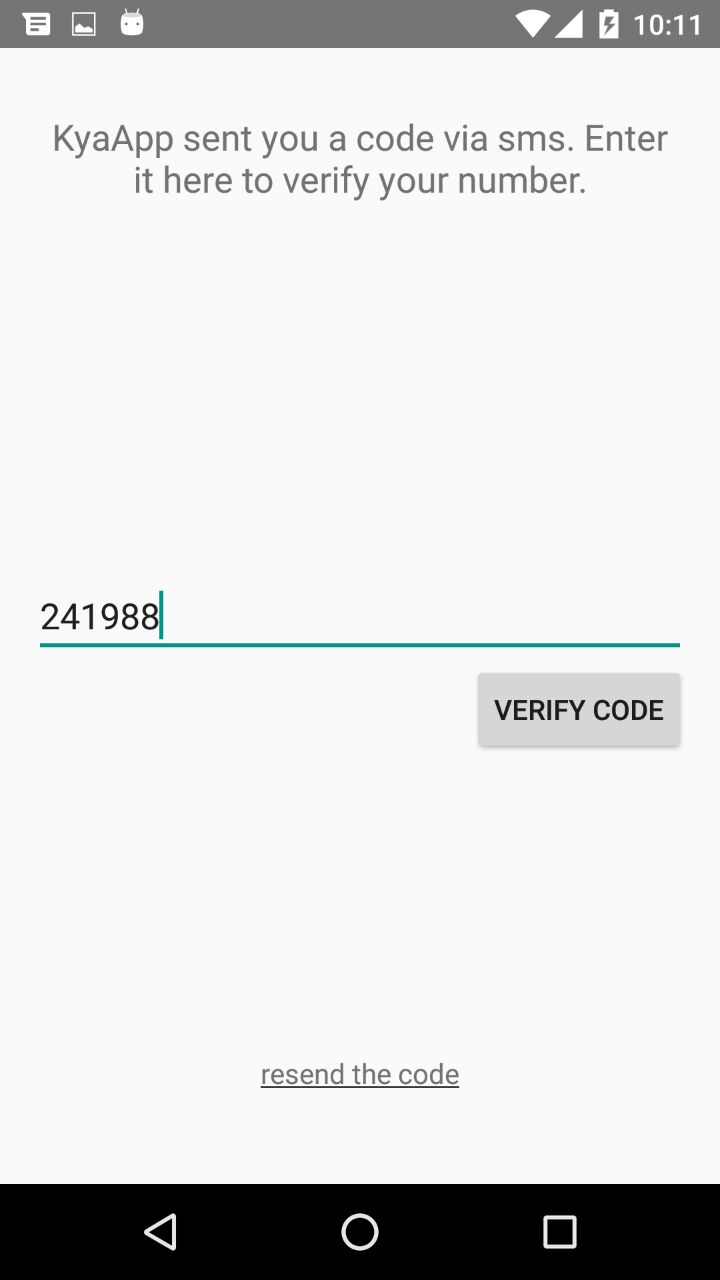 10:11
KyaApp sent you a code via sms. Enter
it here to verify your number.
241988
VERIFY CODE
resend the code